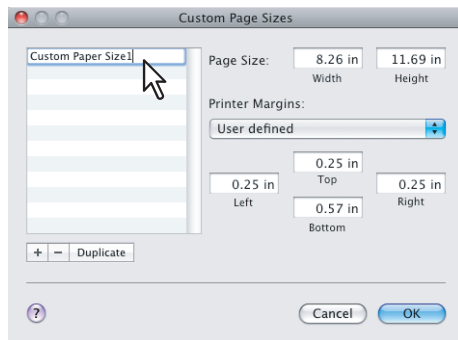 Custom Page Sizes
Custom Paper Size1
Page Size:
8.26 in
11.69 in
Width
Height
Printer Margins:
User defined
0.25 in
Top
0.25 in
0.25 in
Left
Right
0.57 in
Bottom
+ − Duplicate
?
Cancel
OK